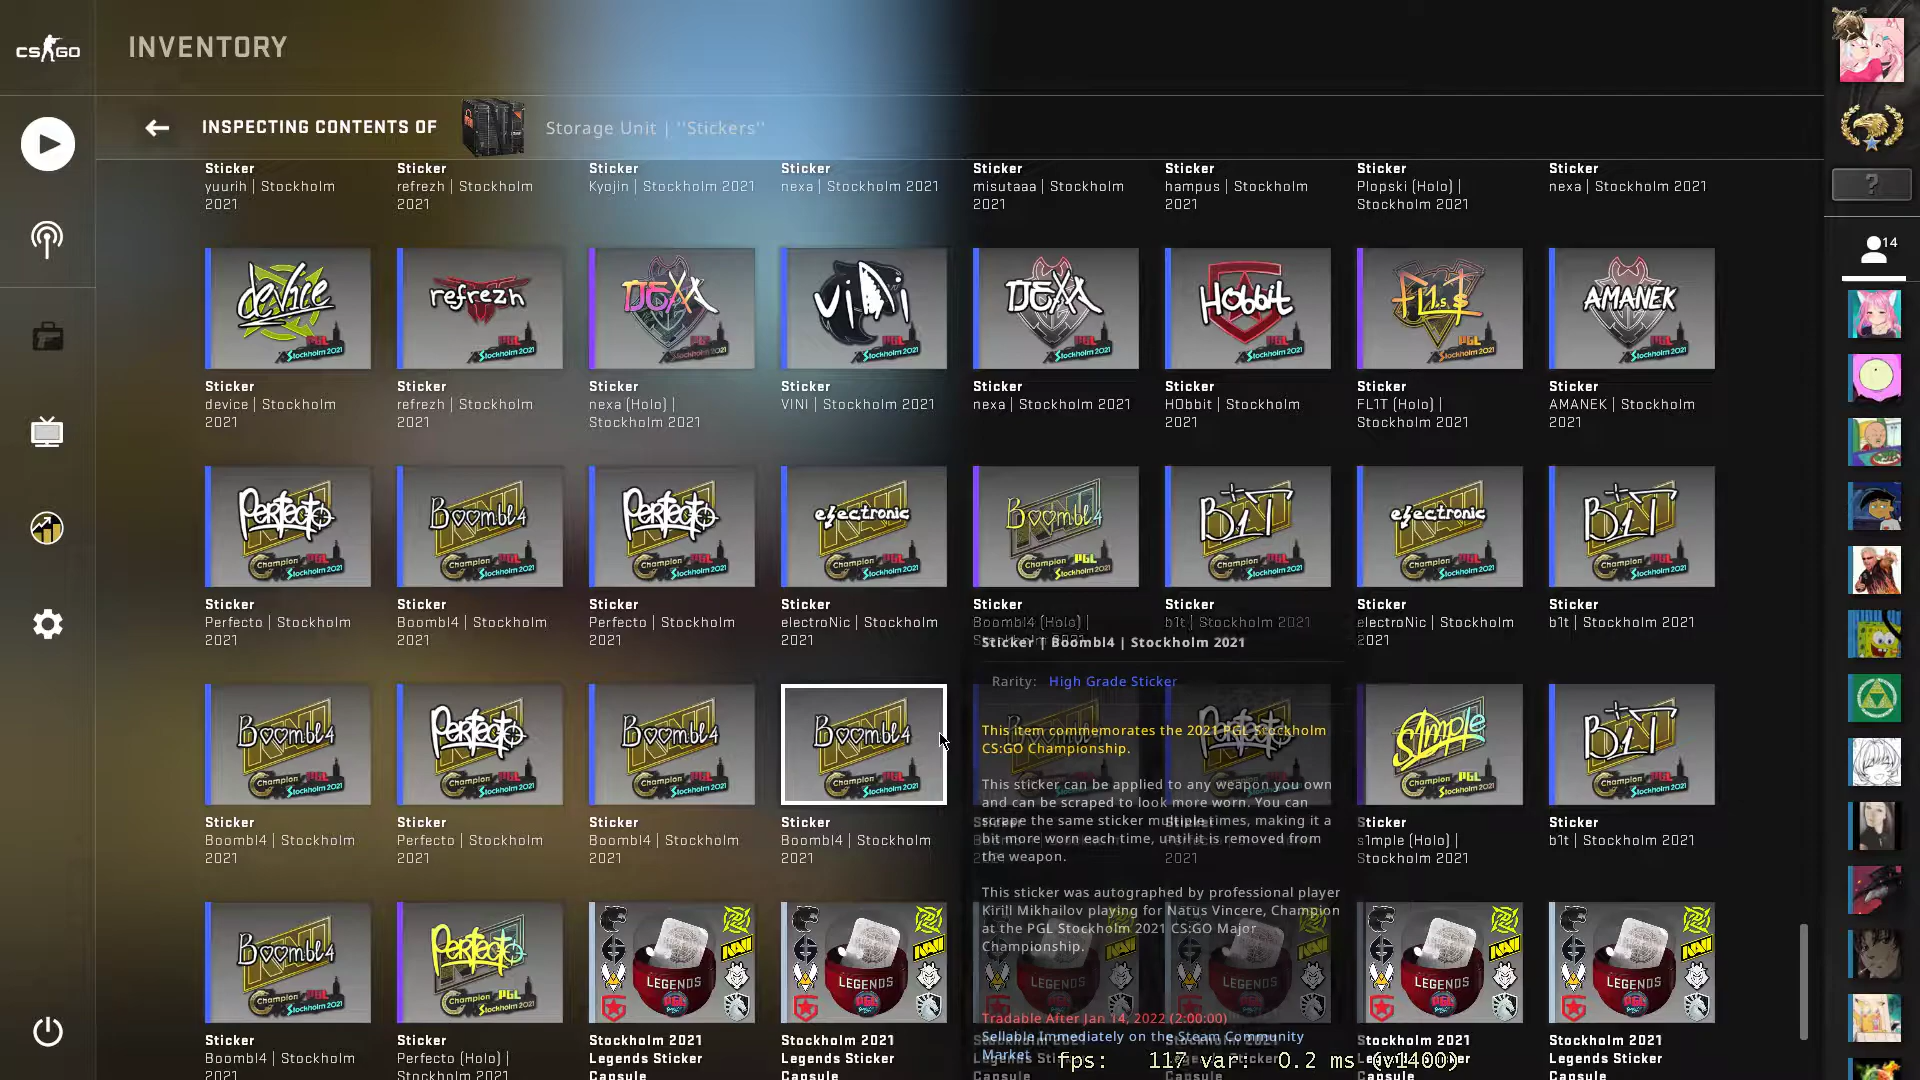 CS GO
INVENTORY
INSPECTING CONTENTS OF
Storage Unit | "Stickers"
Sticker
yuurih | Stockholm
2021
Sticker
refrezh | Stockholm
2021
Sticker
Kyojin | Stockholm 2021
Sticker
nexa | Stockholm 2021
Sticker
misutaaa | Stockholm
2021
Sticker
hampus | Stockholm
2021
Sticker
Plopski (Holo) |
Stockholm 2021
Sticker
nexa | Stockholm 2021
?
14
Sticker
device | Stockholm
2021
Sticker
refrezh | Stockholm
2021
Sticker
nexa (Holo) |
Stockholm 2021
Sticker
VINI | Stockholm 2021
Sticker
nexa | Stockholm 2021
Sticker
H0bbit | Stockholm
2021
Sticker
FL1T (Holo) |
Stockholm 2021
Sticker
AMANEK | Stockholm
2021
Sticker
Perfecto | Stockholm
2021
Sticker
Boombl4 | Stockholm
2021
Sticker
Perfecto | Stockholm
2021
Sticker
electroNic | Stockholm
2021
Sticker
Boombl4 (Holo) |
Stockholm 2021
Sticker
b1t | Stockholm 2021
Sticker
electroNic | Stockholm
2021
Sticker
b1t | Stockholm 2021
Sticker | Boombl4 | Stockholm 2021
Rarity: High Grade Sticker
This item commemorates the 2021 PGL Stockholm
CS:GO Championship.
This sticker can be applied to any weapon you own
and can be scraped to look more worn. You can
scrape the same sticker multiple times, making it a
bit more worn each time, until it is removed from
the weapon.
This sticker was autographed by professional player
Kirill Mikhailov playing for Natus Vincere, Champion
at the PGL Stockholm 2021 CS:GO Major
Championship.
Tradable After Jan 14, 2022 (2:00:00)
Sellable Immediately on the Steam Community
Market
Sticker
Boombl4 | Stockholm
2021
Sticker
Perfecto | Stockholm
2021
Sticker
Boombl4 | Stockholm
2021
Sticker
Boombl4 | Stockholm
2021
Sticker
s1mple (Holo) |
Stockholm 2021
Sticker
b1t | Stockholm 2021
Sticker
Boombl4 | Stockholm
2021
Sticker
Perfecto (Holo) |
Stockholm 2021
Stockholm 2021
Legends Sticker
Capsule
Stockholm 2021
Legends Sticker
Capsule
Stockholm 2021
Legends Sticker
Capsule
Stockholm 2021
Legends Sticker
Capsule
fps: 117 var: 0.2 ms (v1400)